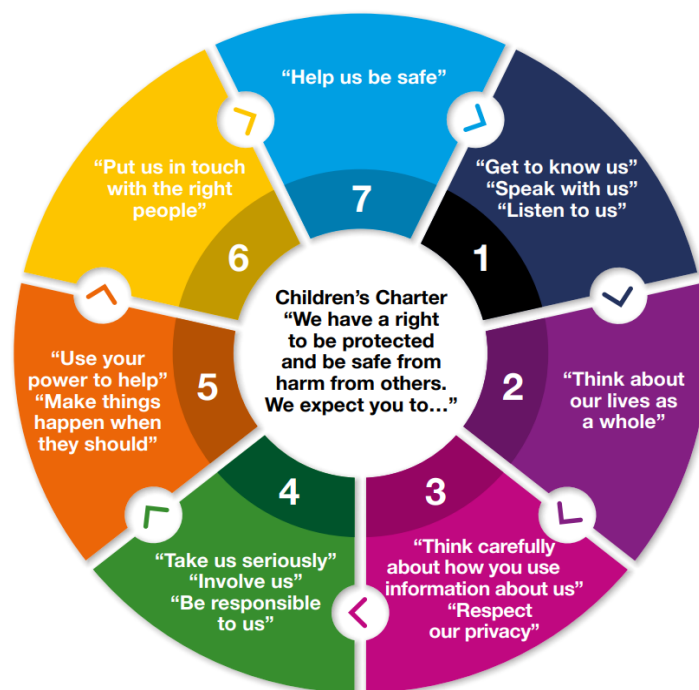 Children's Charter
“We have a right
to be protected
and be safe from
harm from others.
We expect you to...”
1
“Get to know us”
“Speak with us”
“Listen to us”
2
“Think about
our lives as
a whole”
3
“Think carefully
about how you use
information about us”
“Respect
our privacy”
4
“Take us seriously”
“Involve us”
“Be responsible
to us”
5
“Use your
power to help”
“Make things
happen when
they should”
6
“Put us in touch
with the right
people”
7
“Help us be safe”